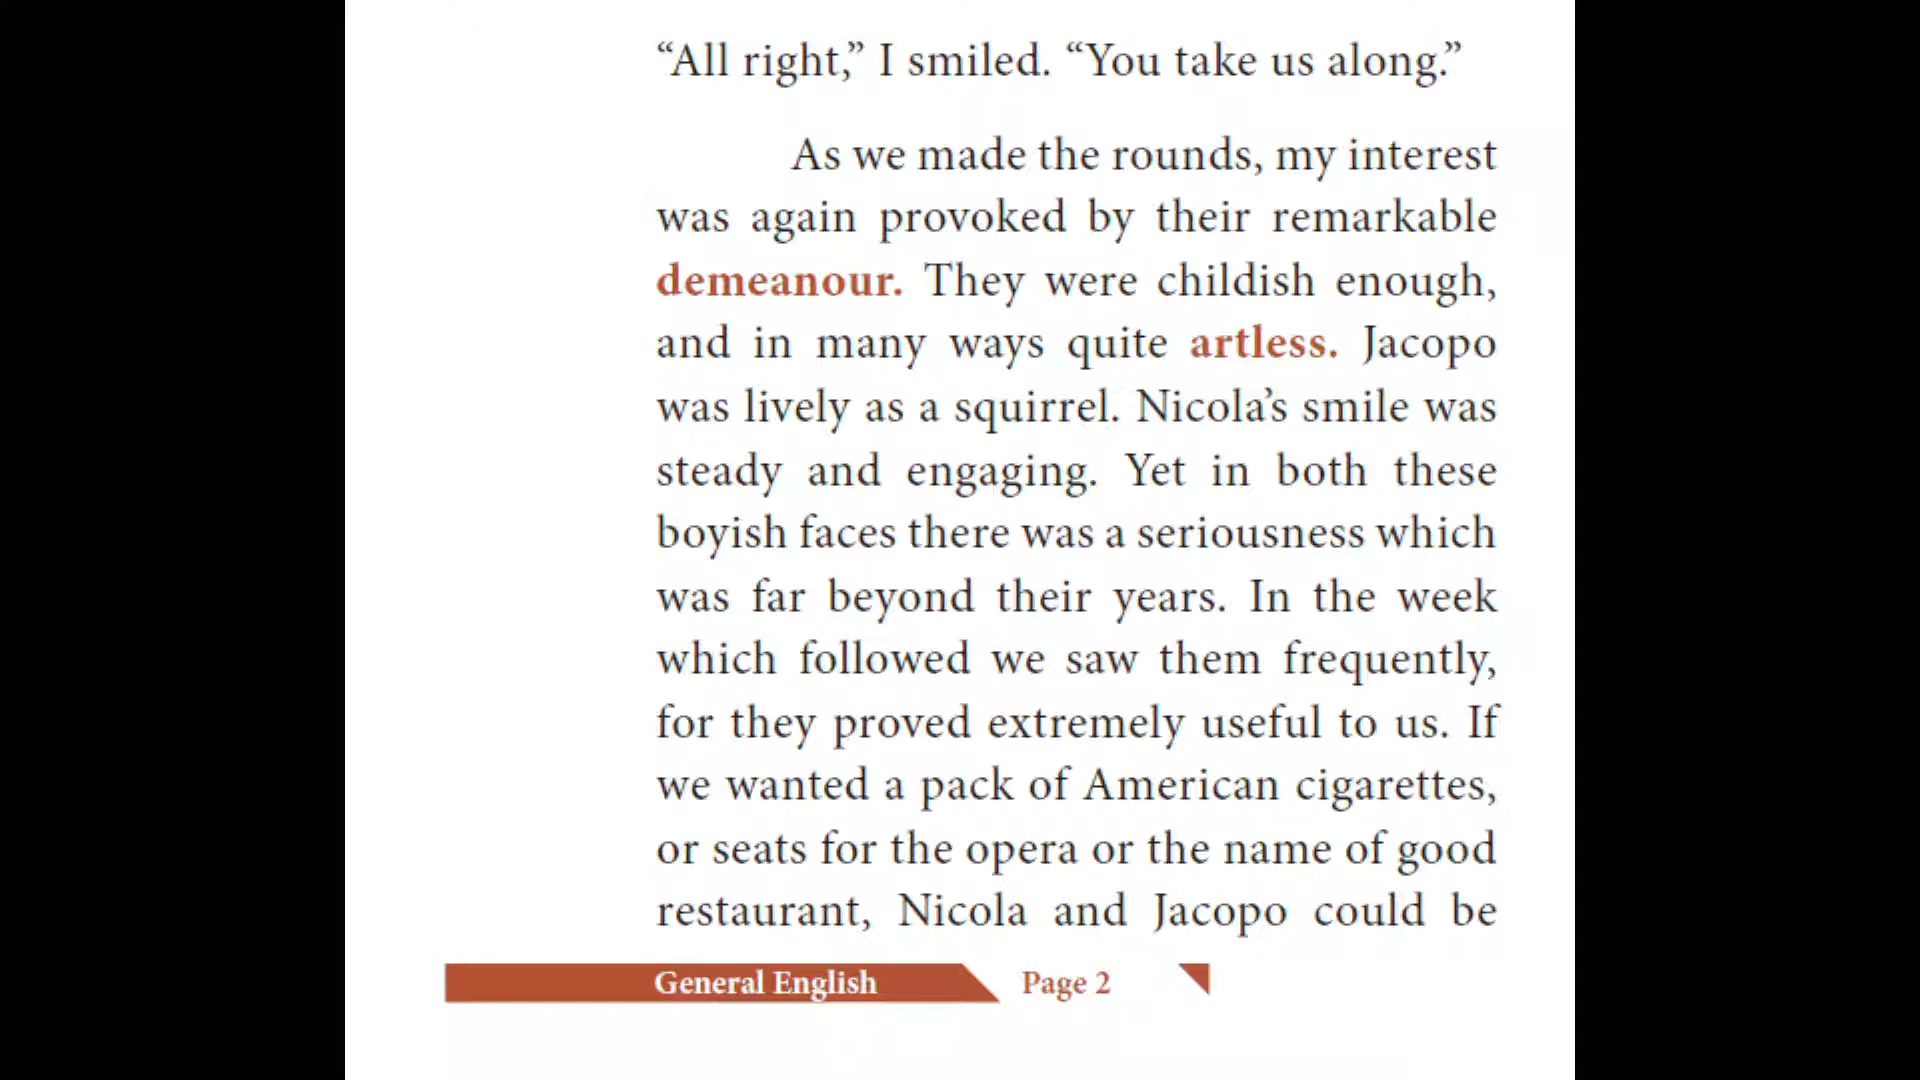 “All right,” I smiled. “You take us along.”
As we made the rounds, my interest
was again provoked by their remarkable
demeanour. They were childish enough,
and in many ways quite artless. Jacopo
was lively as a squirrel. Nicola’s smile was
steady and engaging. Yet in both these
boyish faces there was a seriousness which
was far beyond their years. In the week
which followed we saw them frequently,
for they proved extremely useful to us. If
we wanted a pack of American cigarettes,
or seats for the opera or the name of good
restaurant, Nicola and Jacopo could be
General English Page 2